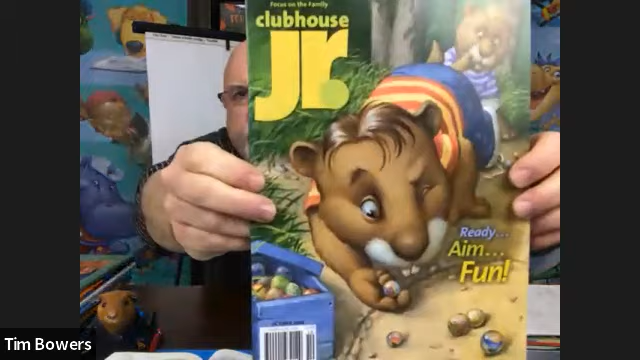 Focus on the Family
clubhouse
Jr.
Ready...
Aim...
Fun!
Tim Bowers